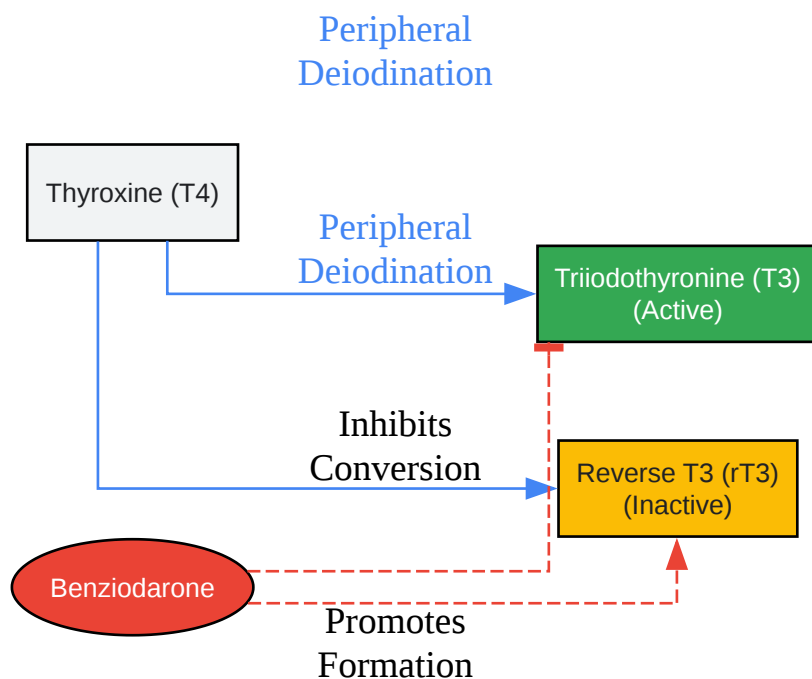 Peripheral
Deiodination
Thyroxine (T4)
Peripheral
Deiodination
Triiodothyronine (T3)
(Active)
Inhibits
Conversion
Reverse T3 (rT3)
(Inactive)
Benziodarone
Promotes
Formation